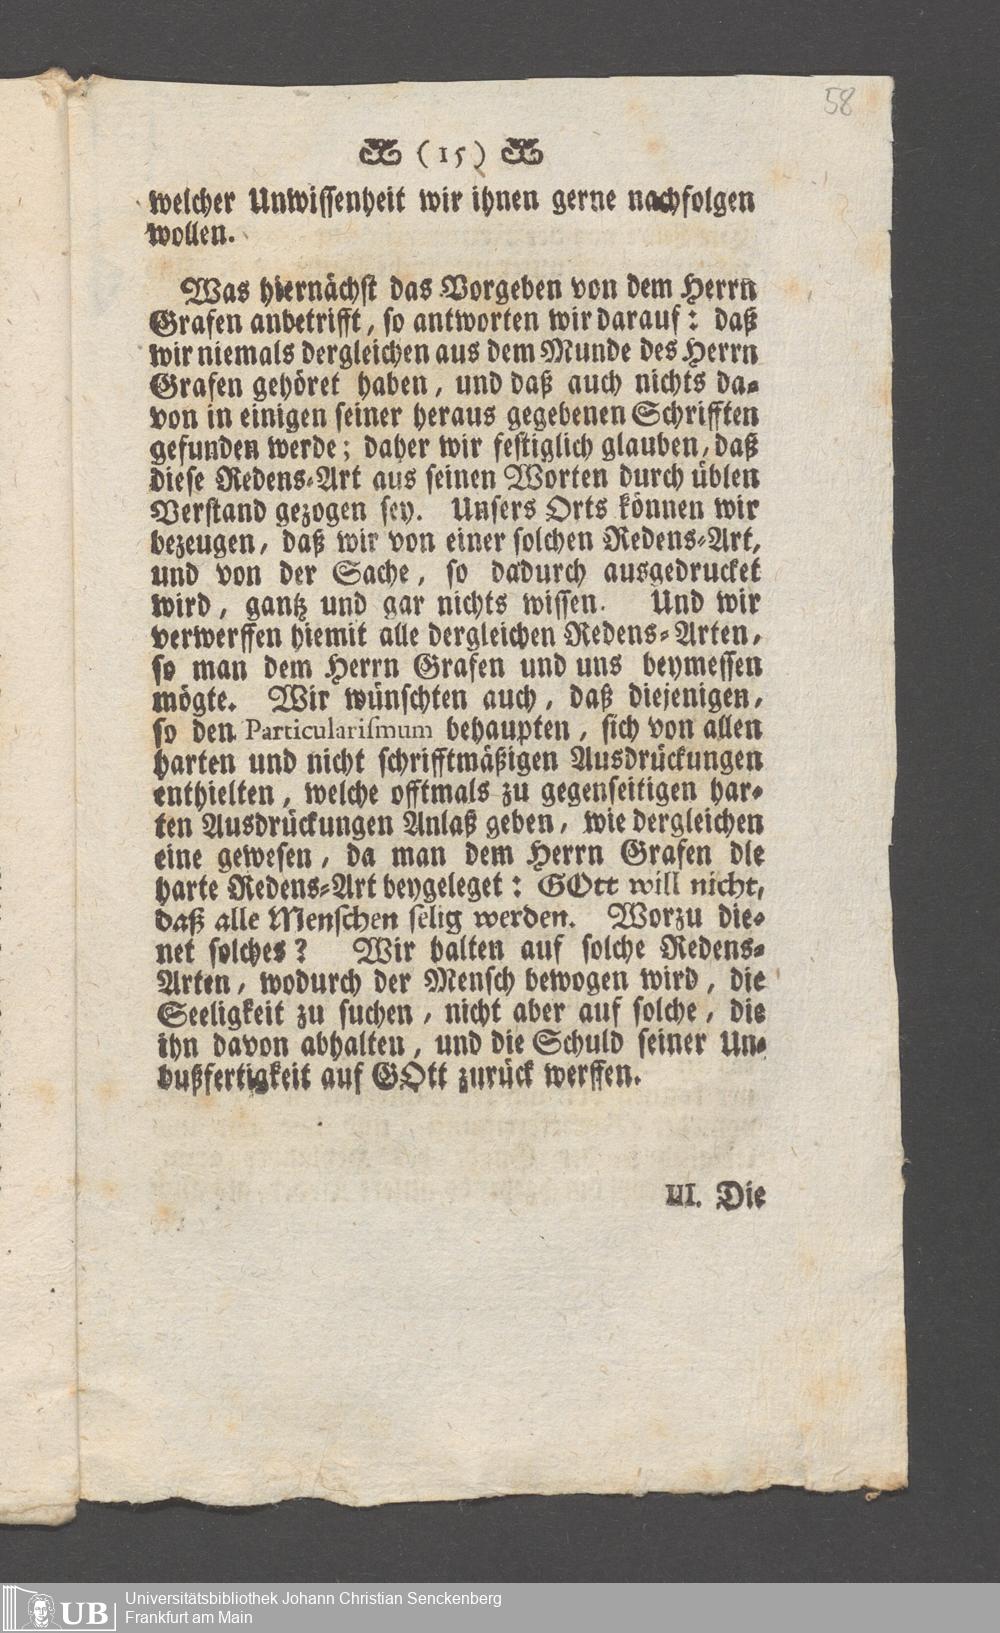 58
(15)
welcher Unwissenheit wir ihnen gerne nachfolgen
wollen.
Was hiernächst das Vorgeben von dem Herrn
Grafen anbetrifft, so antworten wir darauf: daß
wir niemals dergleichen aus dem Munde des Herrn
Grafen gehöret haben, und daß auch nichts da-
von in einigen seiner heraus gegebenen Schrifften
gefunden werde; daher wir festiglich glauben, daß
diese Redens-Art aus seinen Worten durch üblen
Verstand gezogen sey. Unsers Orts können wir
bezeugen, daß wir von einer solchen Redens-Art,
und von der Sache, so dadurch ausgedrucket
wird, gantz und gar nichts wissen. Und wir
verwerffen hiemit alle dergleichen Redens-Arten,
so man dem Herrn Grafen und uns beymessen
mögte. Wir wünschten auch, daß diejenigen,
so den Particularismum behaupten, sich von allen
harten und nicht schrifftmäßigen Ausdrückungen
enthielten, welche offtmals zu gegenseitigen har-
ten Ausdrückungen Anlaß geben, wie dergleichen
eine gewesen, da man dem Herrn Grafen die
harte Redens-Art beygeleget: GOtt will nicht,
daß alle Menschen selig werden. Worzu die-
net solches? Wir halten auf solche Redens-
Arten, wodurch der Mensch bewogen wird, die
Seeligkeit zu suchen, nicht aber auf solche, die
ihn davon abhalten, und die Schuld seiner Un-
bußfertigkeit auf GOtt zurück werffen.
III. Die
UB
Universitätsbibliothek Johann Christian Senckenberg
Frankfurt am Main